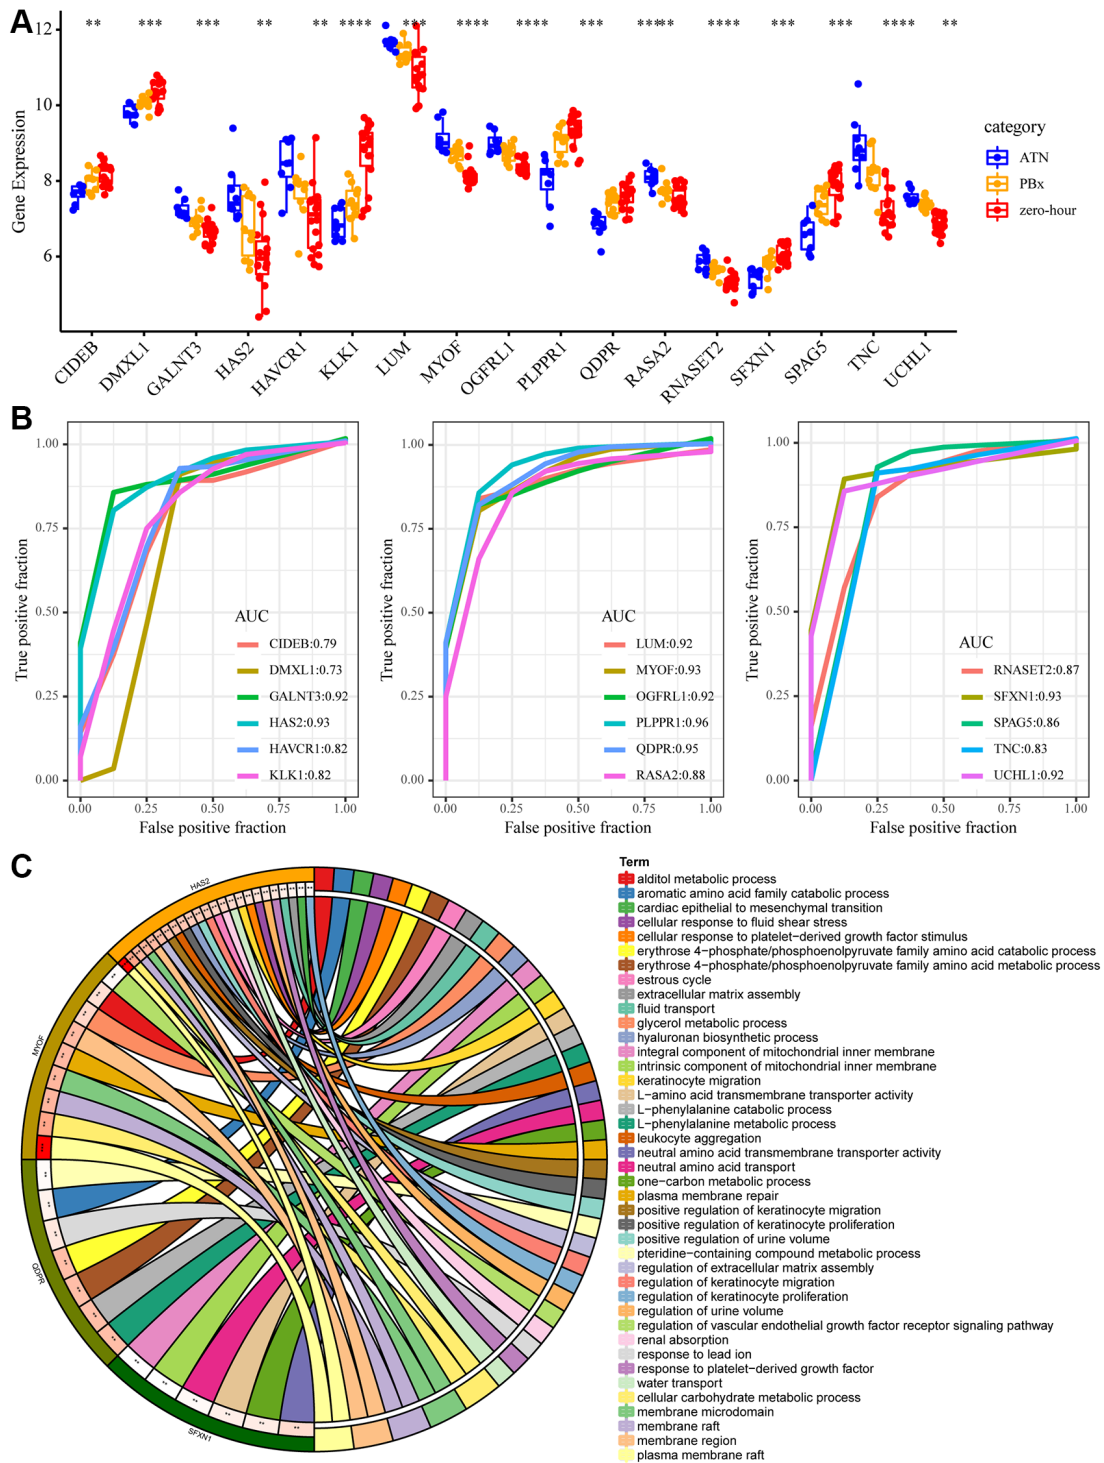 A
** *** *** ** ** **** *** **** **** *** ****** **** *** *** **** **
12
10
8
6
Gene Expression
category
ATN
PBx
zero-hour
CIDEB
DMXL1
GALNT3
HAS2
HAVCR1
KLK1
LUM
MYOF
OGFRL1
PLPPR1
QDPR
RASA2
RNASET2
SFXN1
SPAG5
TNC
UCHL1
B
True positive fraction
1.00
0.75
0.50
0.25
0.00
AUC
CIDEB:0.79
DMXL1:0.73
GALNT3:0.92
HAS2:0.93
HAVCR1:0.82
KLK1:0.82
0.00 0.25 0.50 0.75 1.00
False positive fraction
True positive fraction
1.00
0.75
0.50
0.25
0.00
AUC
LUM:0.92
MYOF:0.93
OGFRL1:0.92
PLPPR1:0.96
QDPR:0.95
RASA2:0.88
0.00 0.25 0.50 0.75 1.00
False positive fraction
True positive fraction
1.00
0.75
0.50
0.25
0.00
AUC
RNASET2:0.87
SFXN1:0.93
SPAG5:0.86
TNC:0.83
UCHL1:0.92
0.00 0.25 0.50 0.75 1.00
False positive fraction
C
HAS2
MYOF
QDPR
SFXN1
Term
alditol metabolic process
aromatic amino acid family catabolic process
cardiac epithelial to mesenchymal transition
cellular response to fluid shear stress
cellular response to platelet−derived growth factor stimulus
erythrose 4−phosphate/phosphoenolpyruvate family amino acid catabolic process
erythrose 4−phosphate/phosphoenolpyruvate family amino acid metabolic process
estrous cycle
extracellular matrix assembly
fluid transport
glycerol metabolic process
hyaluronan biosynthetic process
integral component of mitochondrial inner membrane
intrinsic component of mitochondrial inner membrane
keratinocyte migration
L−amino acid transmembrane transporter activity
L−phenylalanine catabolic process
L−phenylalanine metabolic process
leukocyte aggregation
neutral amino acid transmembrane transporter activity
neutral amino acid transport
one−carbon metabolic process
plasma membrane repair
positive regulation of keratinocyte migration
positive regulation of keratinocyte proliferation
positive regulation of urine volume
pteridine−containing compound metabolic process
regulation of extracellular matrix assembly
regulation of keratinocyte migration
regulation of keratinocyte proliferation
regulation of urine volume
regulation of vascular endothelial growth factor receptor signaling pathway
renal absorption
response to lead ion
response to platelet−derived growth factor
water transport
cellular carbohydrate metabolic process
membrane microdomain
membrane raft
membrane region
plasma membrane raft